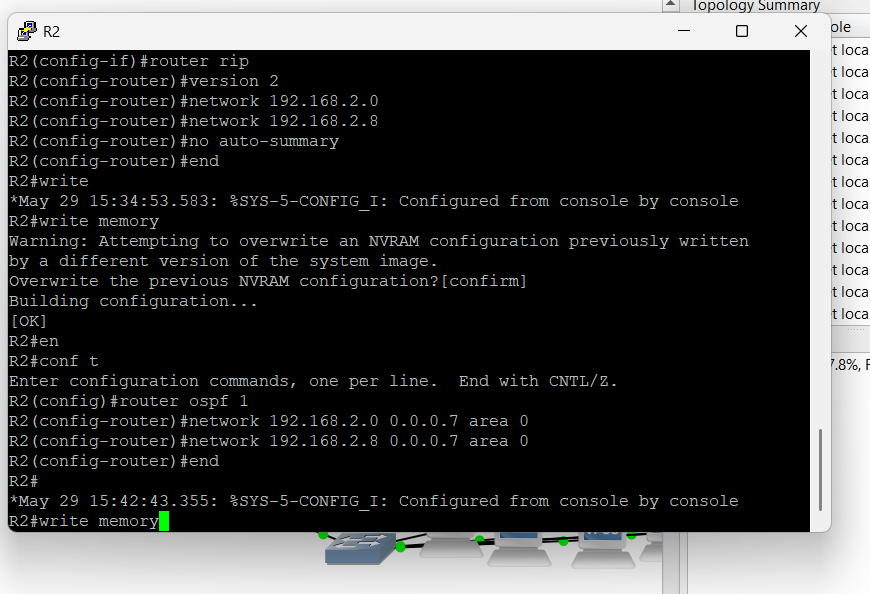 Topology Summary
R2
ole
R2(config-if)#router rip
R2(config-router)#version 2
R2(config-router)#network 192.168.2.0
R2(config-router)#network 192.168.2.8
R2(config-router)#no auto-summary
R2(config-router)#end
R2#write
*May 29 15:34:53.583: %SYS-5-CONFIG_I: Configured from console by console
R2#write memory
Warning: Attempting to overwrite an NVRAM configuration previously written
by a different version of the system image.
Overwrite the previous NVRAM configuration?[confirm]
Building configuration...
[OK]
R2#en
R2#conf t
Enter configuration commands, one per line.  End with CNTL/Z.
R2(config)#router ospf 1
R2(config-router)#network 192.168.2.0 0.0.0.7 area 0
R2(config-router)#network 192.168.2.8 0.0.0.7 area 0
R2(config-router)#end
R2#
*May 29 15:42:43.355: %SYS-5-CONFIG_I: Configured from console by console
R2#write memory
t loca
t loca
t loca
t loca
t loca
t loca
t loca
t loca
t loca
t loca
t loca
t loca
t loca
7.8%, F